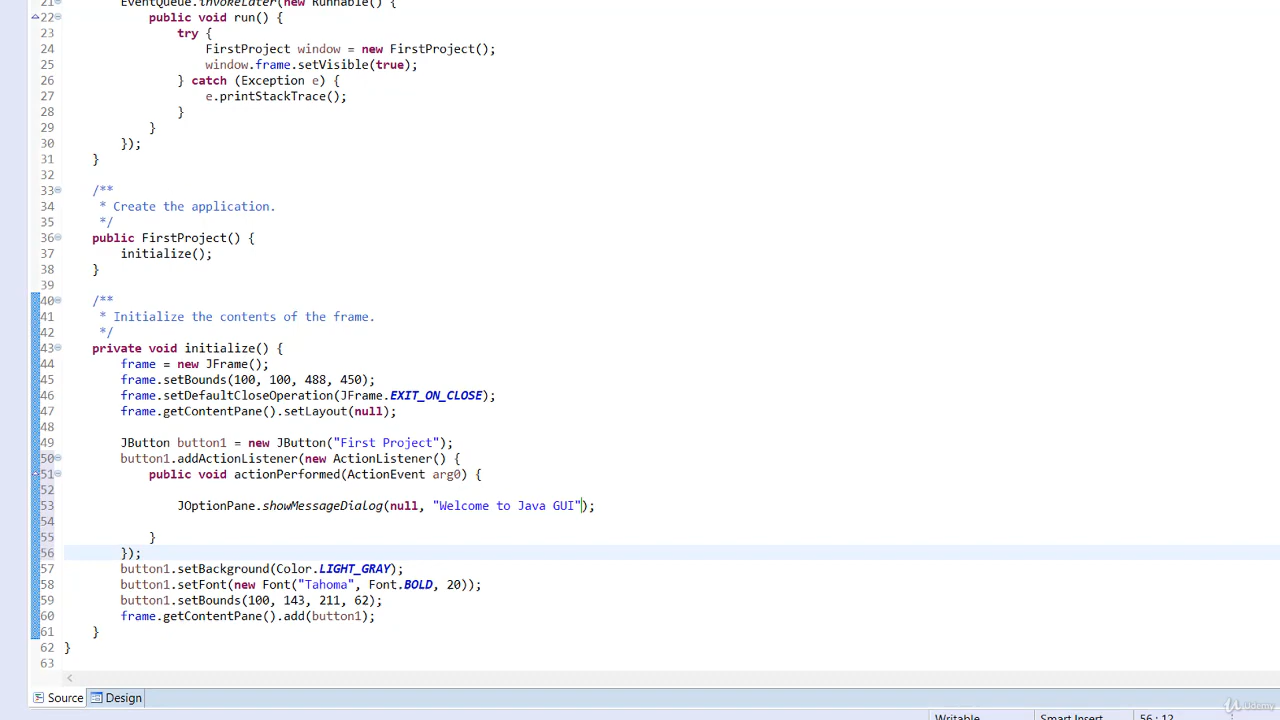 21 EventQueue.invokeLater(new Runnable() {
22 public void run() {
23 try {
24 FirstProject window = new FirstProject();
25 window.frame.setVisible(true);
26 } catch (Exception e) {
27 e.printStackTrace();
28 }
29 }
30 });
31 }
32
33 /**
34 * Create the application.
35 */
36 public FirstProject() {
37 initialize();
38 }
39
40 /**
41 * Initialize the contents of the frame.
42 */
43 private void initialize() {
44 frame = new JFrame();
45 frame.setBounds(100, 100, 488, 450);
46 frame.setDefaultCloseOperation(JFrame.EXIT_ON_CLOSE);
47 frame.getContentPane().setLayout(null);
48
49 JButton button1 = new JButton("First Project");
50 button1.addActionListener(new ActionListener() {
51 public void actionPerformed(ActionEvent arg0) {
52
53 JOptionPane.showMessageDialog(null, "Welcome to Java GUI");
54
55 }
56 });
57 button1.setBackground(Color.LIGHT_GRAY);
58 button1.setFont(new Font("Tahoma", Font.BOLD, 20));
59 button1.setBounds(100, 143, 211, 62);
60 frame.getContentPane().add(button1);
61 }
62 }
63
Source Design
Udemy
Writable Smart Insert 56 : 12